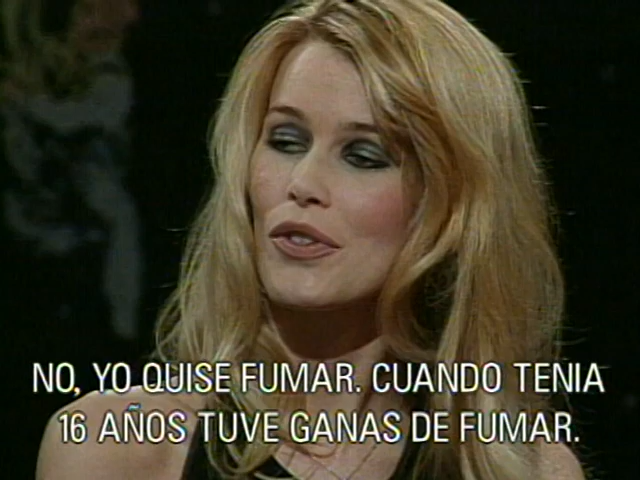 NO, YO QUISE FUMAR. CUANDO TENIA
16 AÑOS TUVE GANAS DE FUMAR.